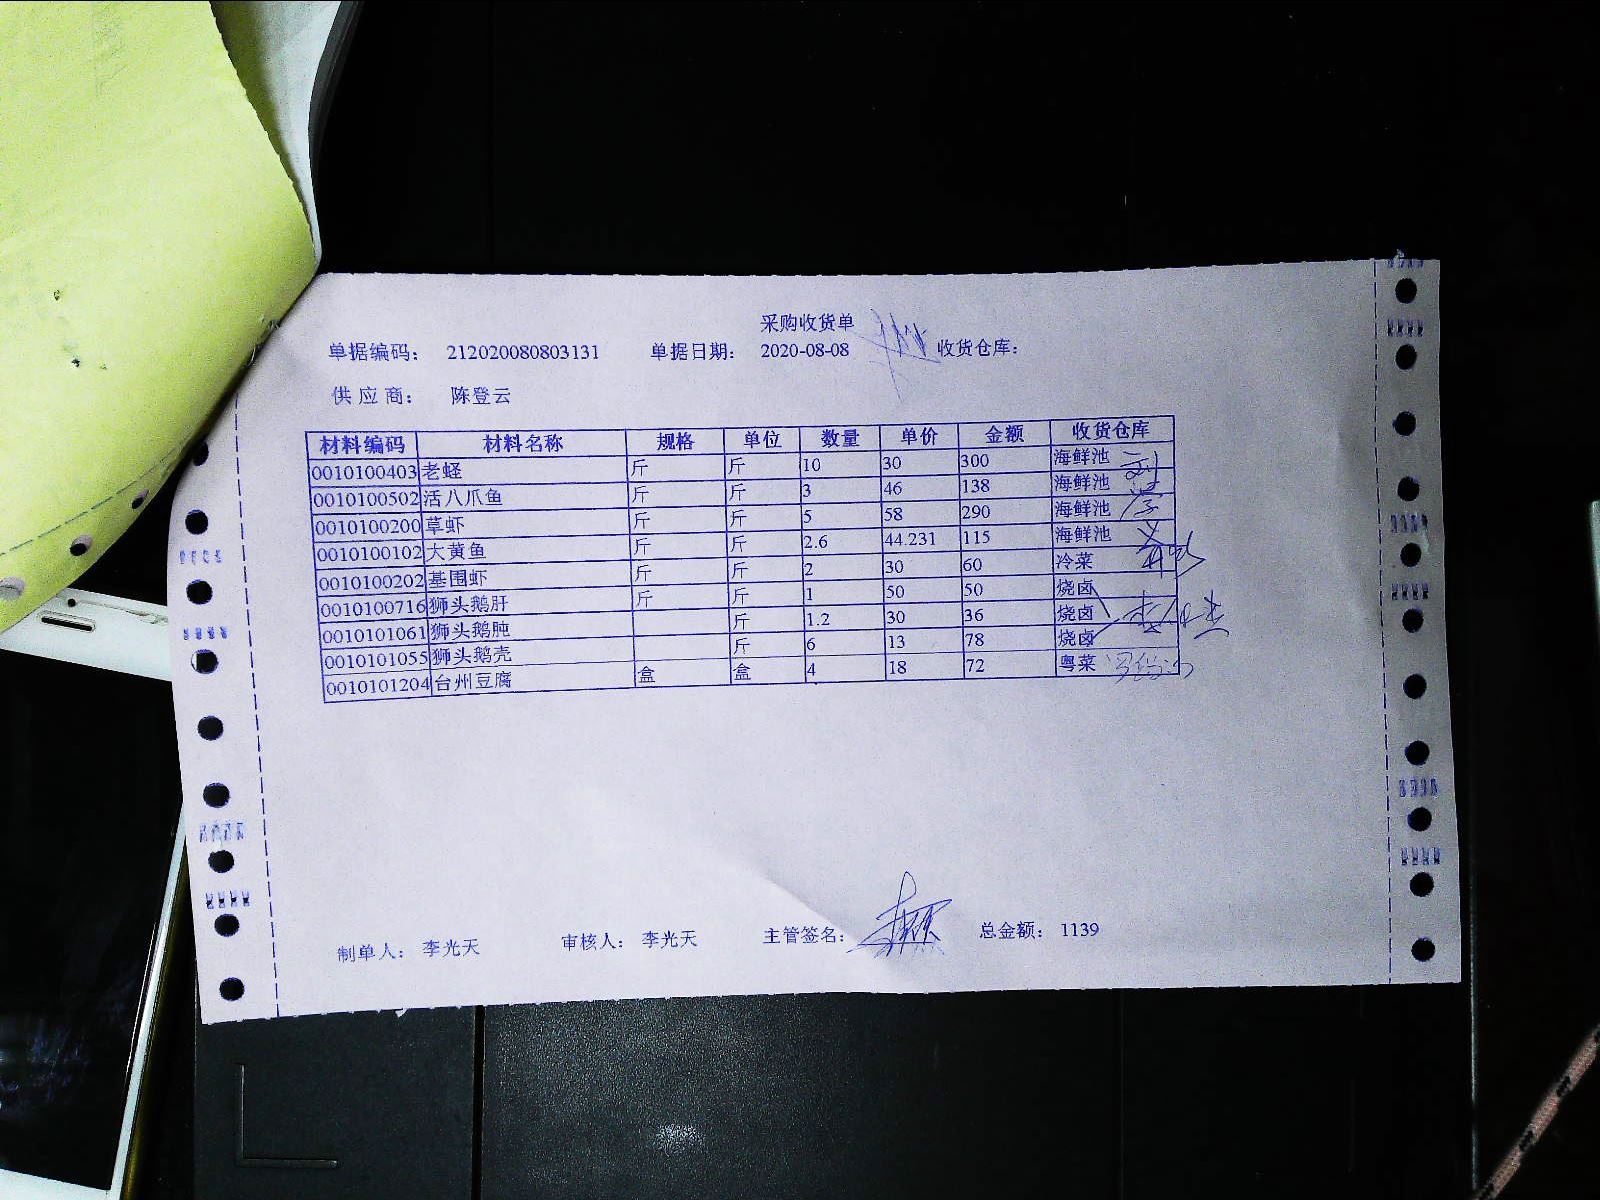 采购收货单
单据编码: 212020080803131 单据日期: 2020-08-08 收货仓库:
供应商: 陈登云
材料编码 材料名称 规格 单位 数量 单价 金额 收货仓库
0010100403 老蛏 斤 斤 10 30 300 海鲜池
0010100502 活八爪鱼 斤 斤 3 46 138 海鲜池
0010100200 草虾 斤 斤 5 58 290 海鲜池
0010100102 大黄鱼 斤 斤 2.6 44.231 115 海鲜池
0010100202 基围虾 斤 斤 2 30 60 冷菜
0010100716 狮头鹅肝 斤 斤 1 50 50 烧卤
0010101061 狮头鹅肫 斤 1.2 30 36 烧卤
0010101055 狮头鹅壳 斤 6 13 78 烧卤
0010101204 台州豆腐 盒 盒 4 18 72 粤菜
制单人: 李光天 审核人: 李光天 主管签名: 总金额: 1139